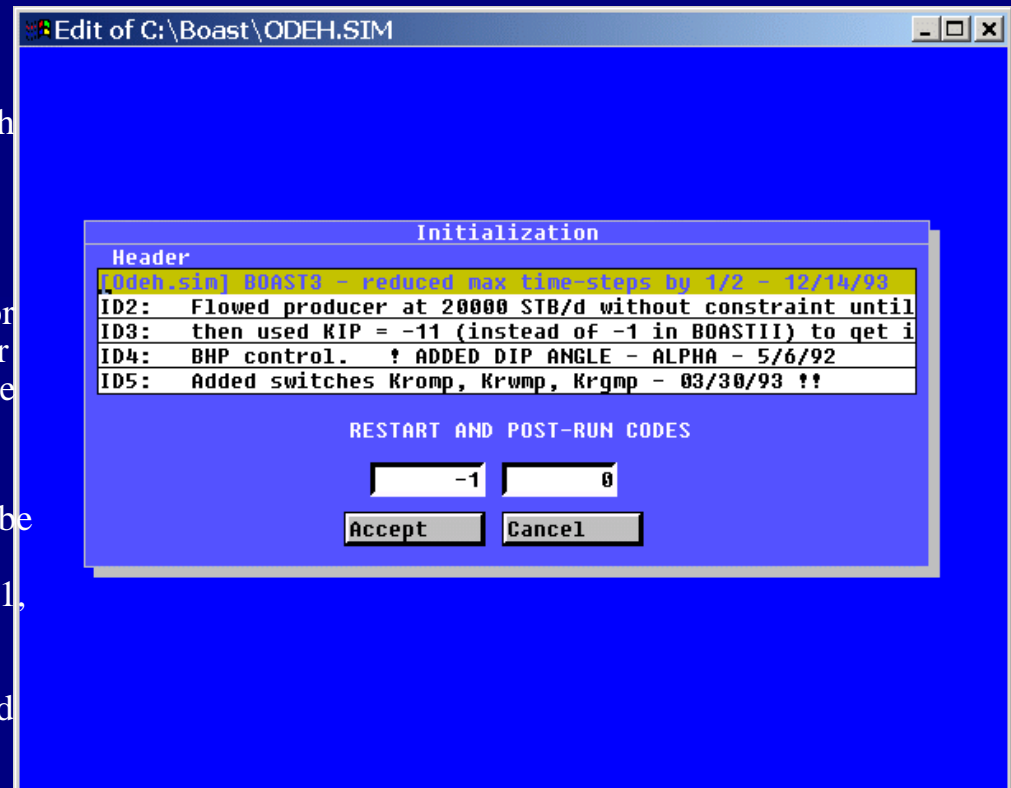 Edit of C:\Boast\ODEH.SIM
Initialization
Header
[Odeh.sim] BOAST3 - reduced max time-steps by 1/2 - 12/14/93
ID2: Flowed producer at 20000 STB/d without constraint until
ID3: then used KIP = -11 (instead of -1 in BOASTII) to get i
ID4: BHP control. ! ADDED DIP ANGLE - ALPHA - 5/6/92
ID5: Added switches Kromp, Krwmp, Krgmp - 03/30/93 !!
RESTART AND POST-RUN CODES
-1 0
Accept Cancel
be
1,